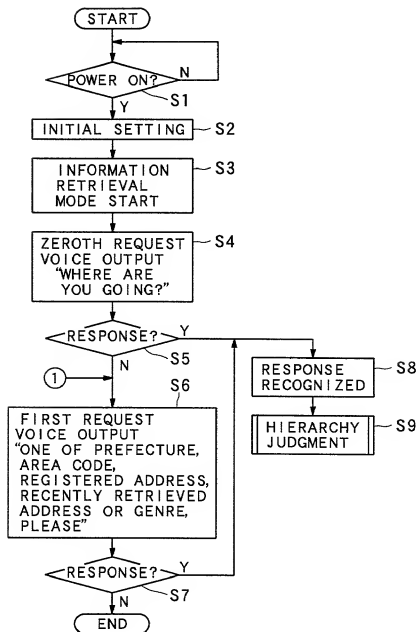 START
POWER ON?
N
S1
Y
INITIAL SETTING
S2
INFORMATION
RETRIEVAL
MODE START
S3
ZEROTH REQUEST
VOICE OUTPUT
"WHERE ARE
YOU GOING?"
S4
RESPONSE?
Y
S5
N
1
S6
FIRST REQUEST
VOICE OUTPUT
"ONE OF PREFECTURE,
AREA CODE,
REGISTERED ADDRESS,
RECENTLY RETRIEVED
ADDRESS OR GENRE,
PLEASE"
RESPONSE?
Y
S7
N
END
RESPONSE
RECOGNIZED
S8
HIERARCHY
JUDGMENT
S9